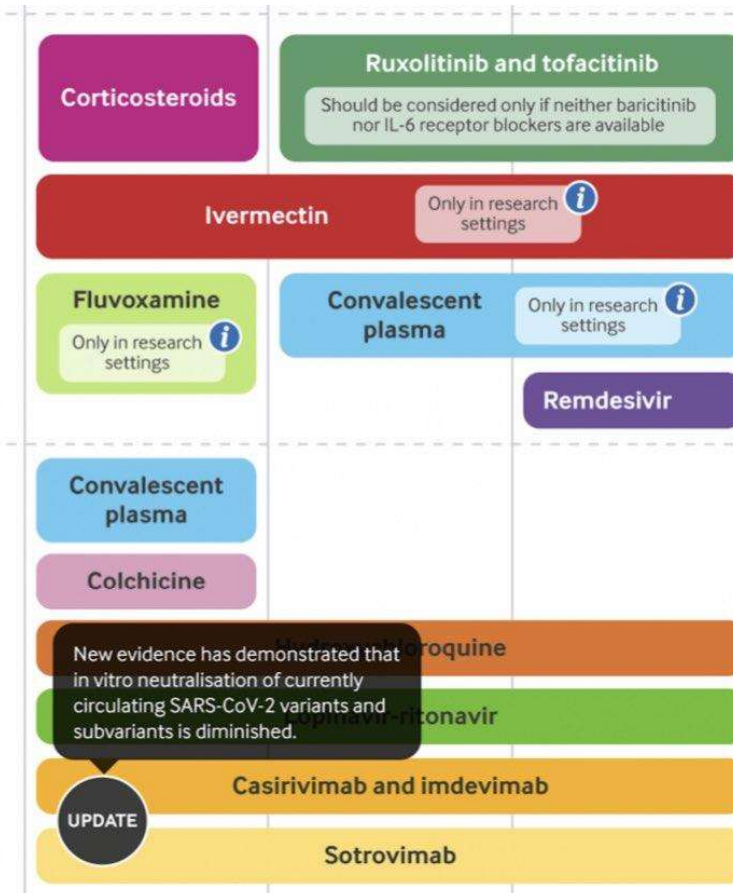 Corticosteroids
Ruxolitinib and tofacitinib
Should be considered only if neither baricitinib
nor IL-6 receptor blockers are available
Ivermectin
Only in research
settings
i
Fluvoxamine
Only in research
settings
i
Convalescent
plasma
Only in research
settings
i
Remdesivir
Convalescent
plasma
Colchicine
Hydroxychloroquine
New evidence has demonstrated that
in vitro neutralisation of currently
circulating SARS-CoV-2 variants and
subvariants is diminished.
Lopinavir-ritonavir
Casirivimab and imdevimab
UPDATE
Sotrovimab